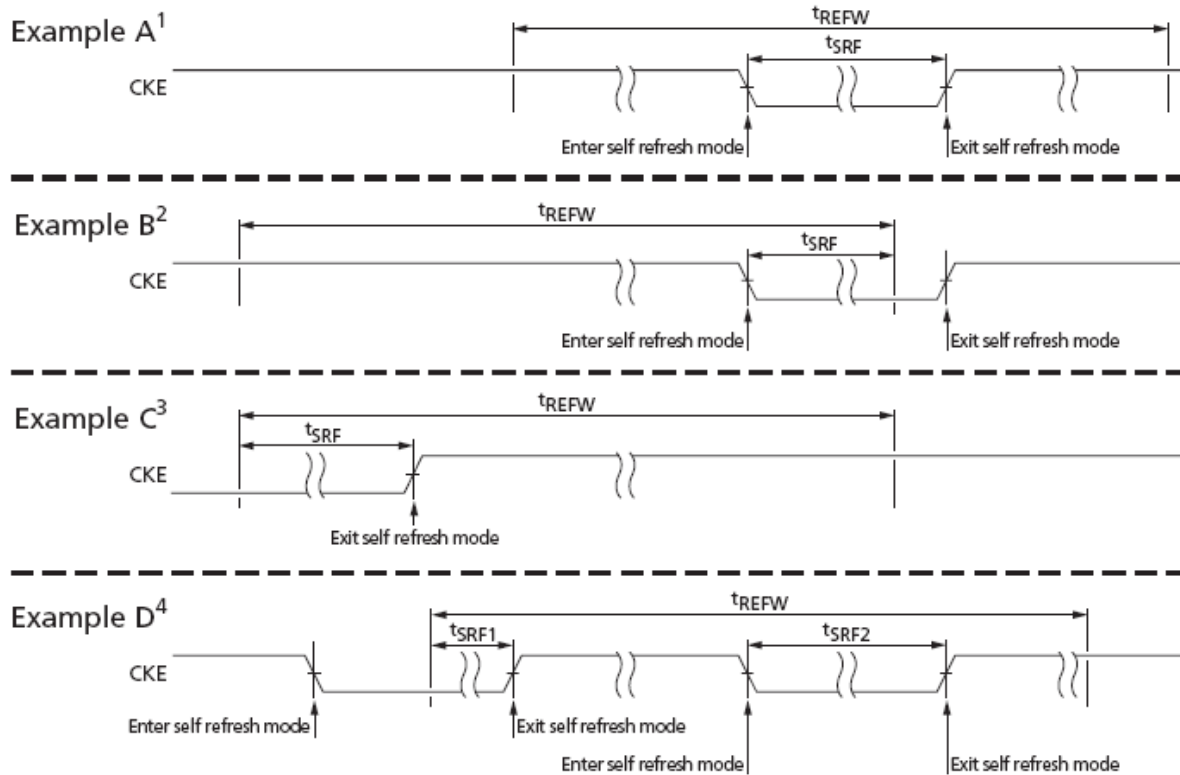 Example A¹
tREFW
tSRF
CKE
Enter self refresh mode
Exit self refresh mode
Example B²
tREFW
tSRF
CKE
Enter self refresh mode
Exit self refresh mode
Example C³
tREFW
tSRF
CKE
Exit self refresh mode
Example D⁴
tREFW
tSRF1
tSRF2
CKE
Enter self refresh mode
Exit self refresh mode
Enter self refresh mode
Exit self refresh mode